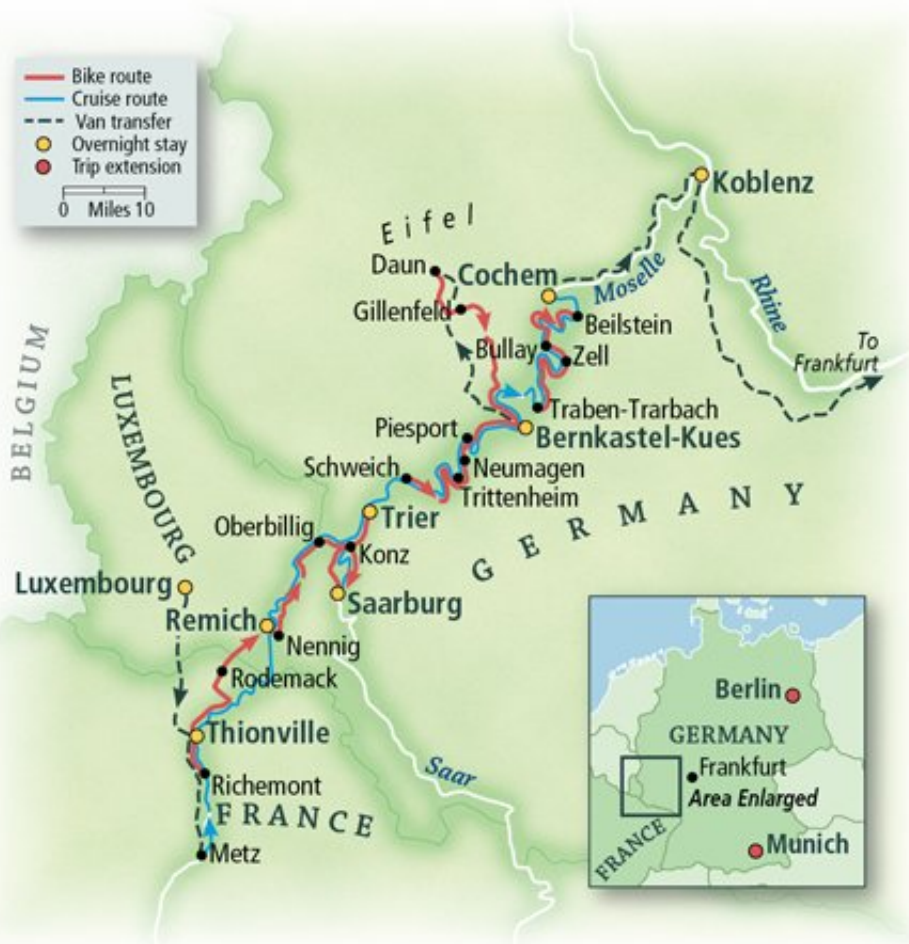 Bike route
Cruise route
Van transfer
Overnight stay
Trip extension
0 Miles 10
Koblenz
Eifel
Daun
Cochem
Moselle
Rhine
Gillenfeld
Beilstein
To
Frankfurt
Bullay
Zell
BELGIUM
LUXEMBOURG
Traben-Trarbach
Piesport
Bernkastel-Kues
Schweich
Neumagen
Trittenheim
GERMANY
Trier
Oberbillig
Konz
Luxembourg
Saarburg
Remich
Nennig
Rodemack
Thionville
Saar
Richemont
FRANCE
Metz
Berlin
GERMANY
Frankfurt
Area Enlarged
FRANCE
Munich